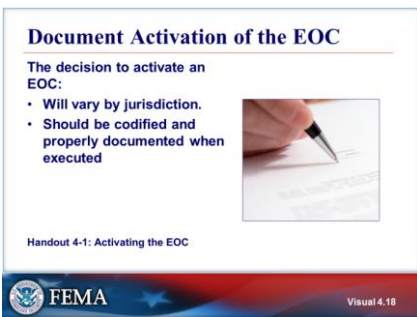 Document Activation of the EOC
The decision to activate an
EOC:
• Will vary by jurisdiction.
• Should be codified and
properly documented when
executed
Handout 4-1: Activating the EOC
FEMA
Visual 4.18